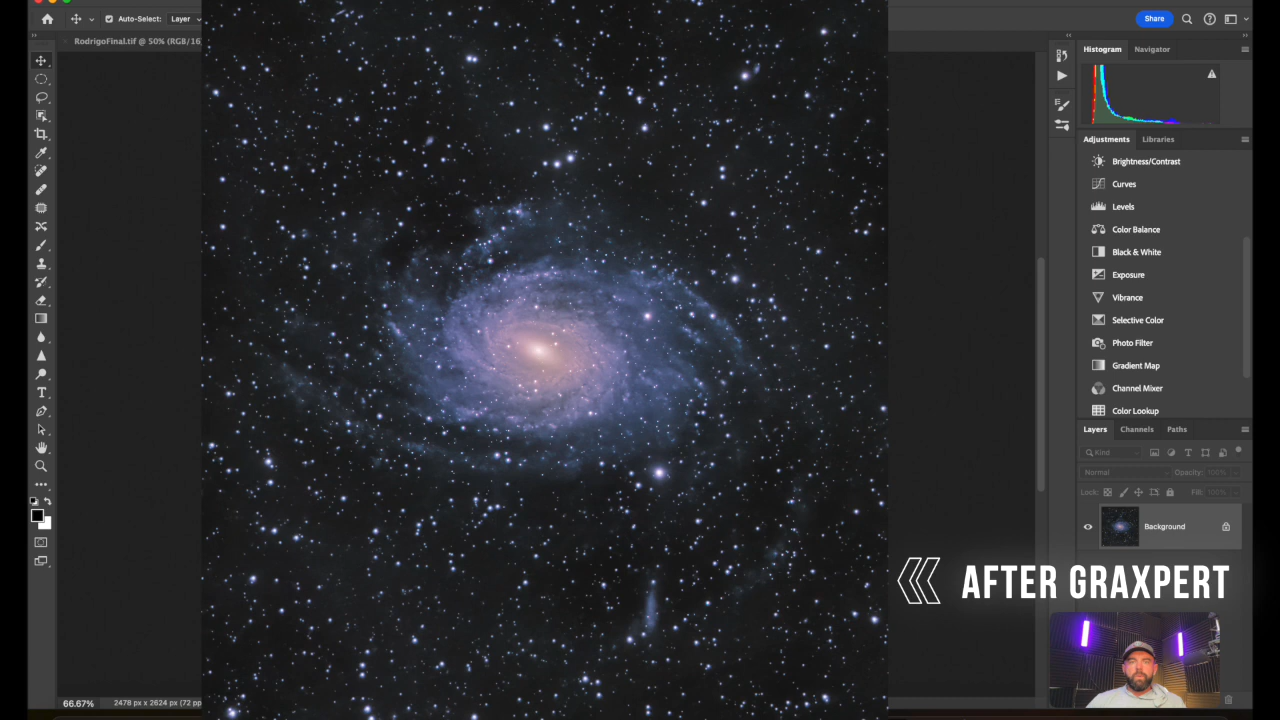 Auto-Select: Layer
Share
RodrigoFinal.tif @ 50% (RGB/16
Histogram Navigator
Adjustments Libraries
Brightness/Contrast
Curves
Levels
Color Balance
Black & White
Exposure
Vibrance
Selective Color
Photo Filter
Gradient Map
Channel Mixer
Color Lookup
Layers Channels Paths
Kind
Normal Opacity: 100%
Lock: Fill: 100%
Background
AFTER GRAXPERT
66.67% 2478 px x 2624 px (72 pp